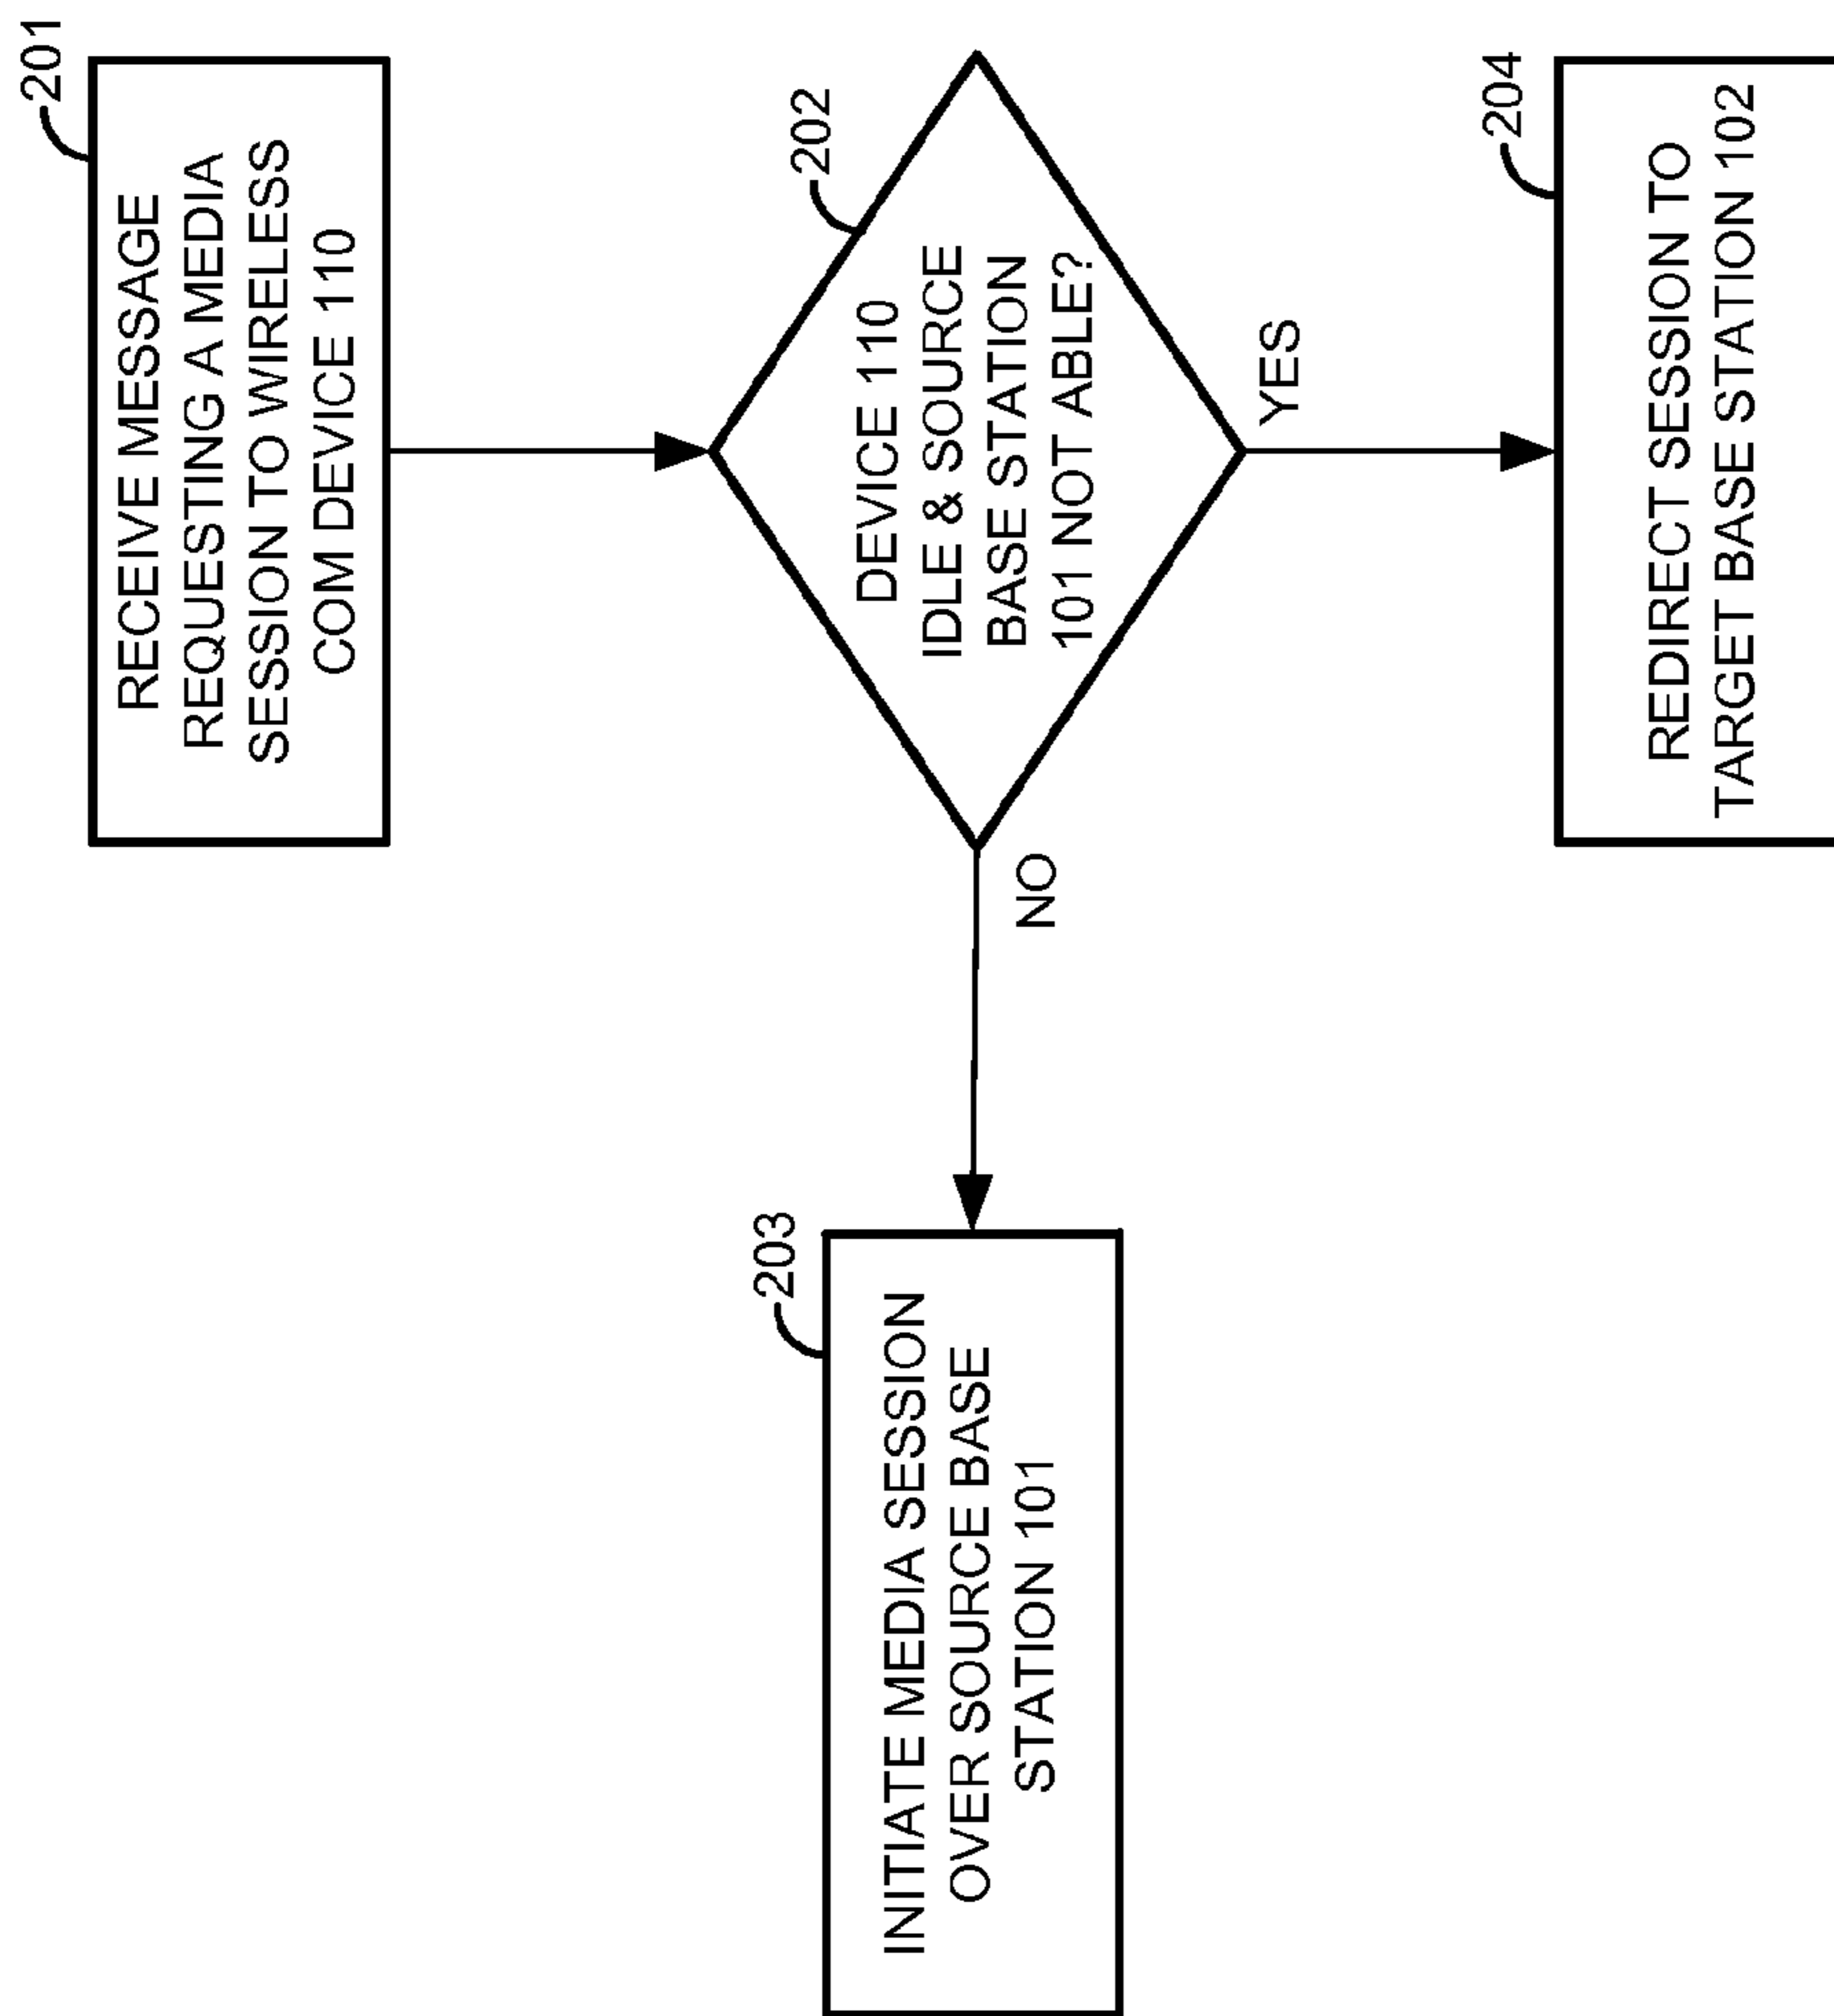 201
RECEIVE MESSAGE
REQUESTING A MEDIA
SESSION TO WIRELESS
COM DEVICE 110
202
DEVICE 110
IDLE & SOURCE
BASE STATION
101 NOT ABLE?
NO
YES
203
INITIATE MEDIA SESSION
OVER SOURCE BASE
STATION 101
204
REDIRECT SESSION TO
TARGET BASE STATION 102